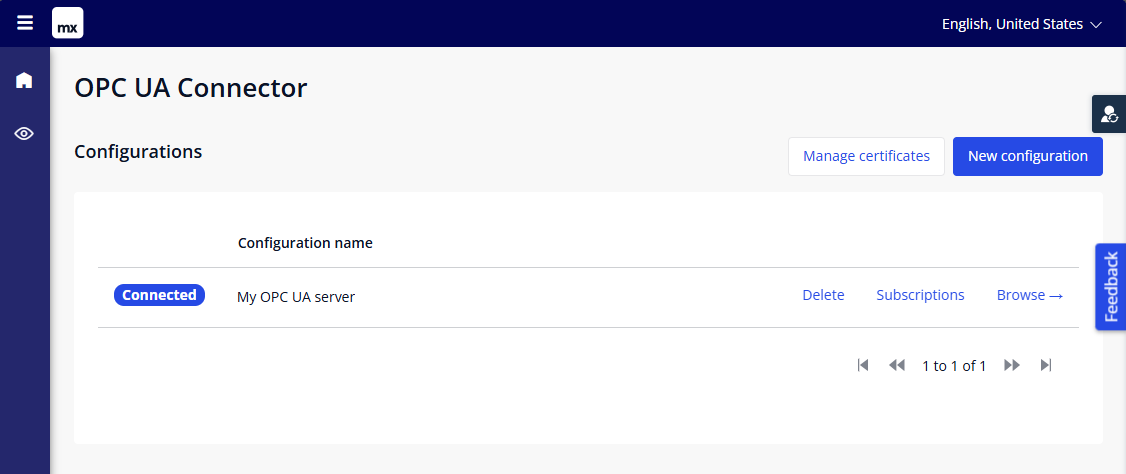 mx
English, United States
OPC UA Connector
Configurations
Manage certificates
New configuration
Configuration name
Connected
My OPC UA server
Delete
Subscriptions
Browse →
Feedback
1 to 1 of 1